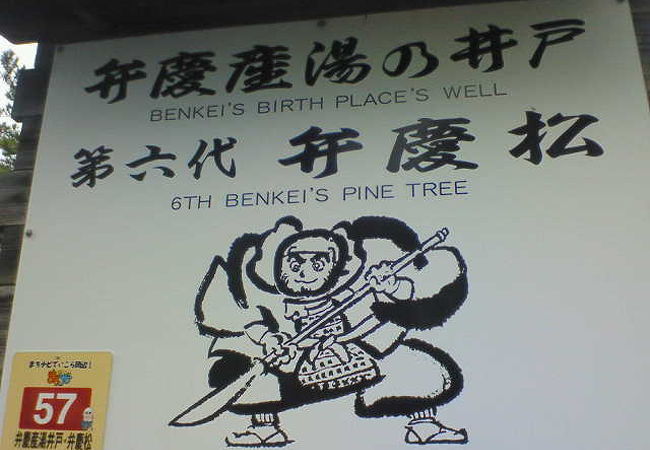 弁慶産湯の井戸
BENKEI'S BIRTH PLACE'S WELL
第六代 弁慶松
6TH BENKEI'S PINE TREE
57
弁慶産湯井戸・弁慶松